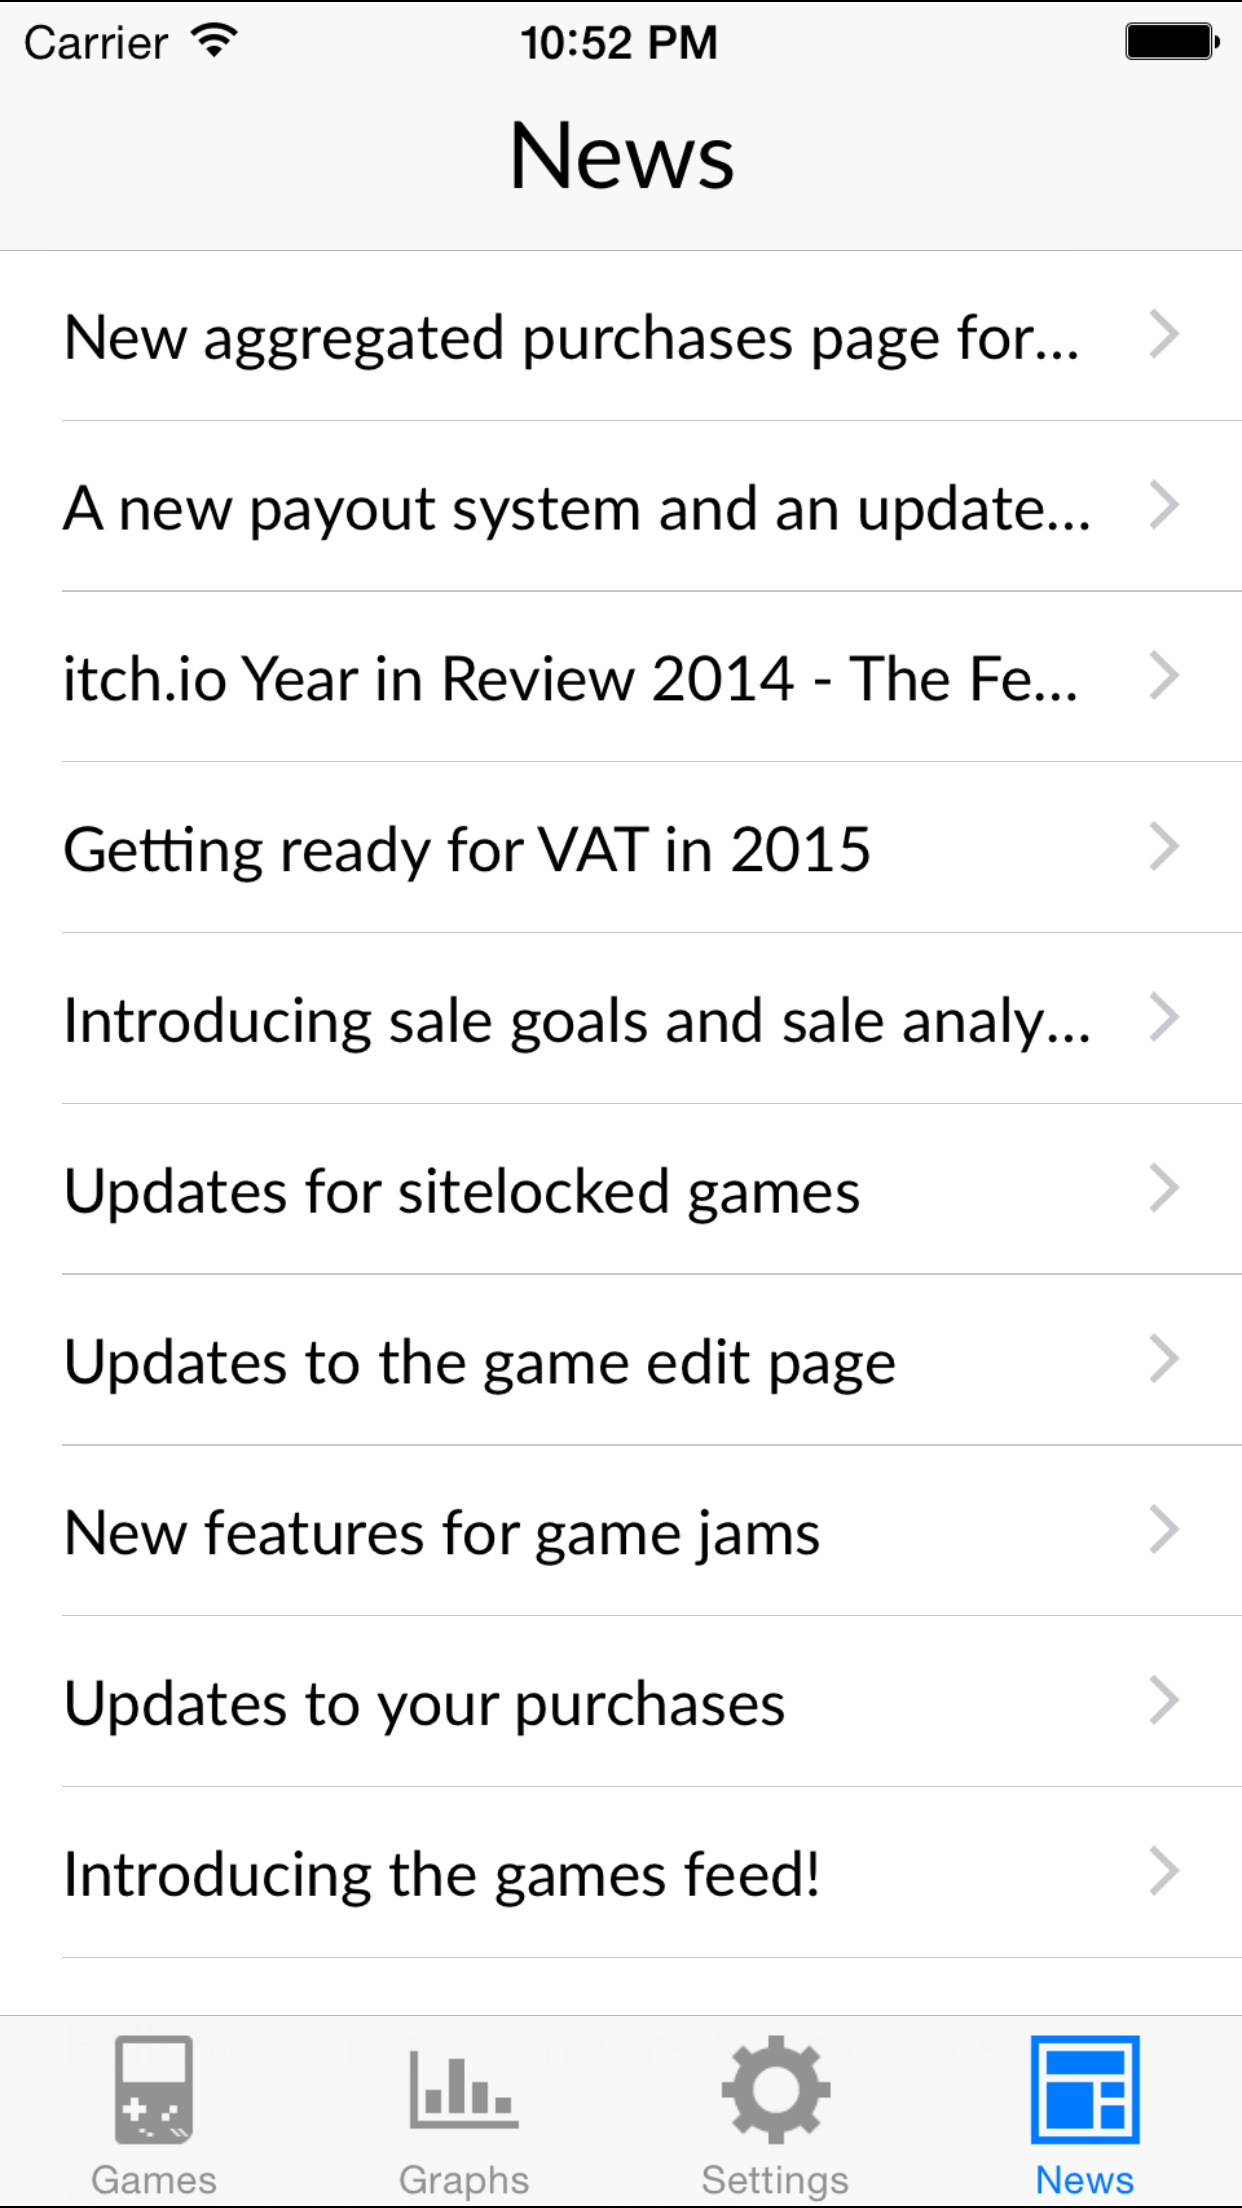 Carrier 10:52 PM
News
New aggregated purchases page for...
A new payout system and an update...
itch.io Year in Review 2014 - The Fe...
Getting ready for VAT in 2015
Introducing sale goals and sale analy...
Updates for sitelocked games
Updates to the game edit page
New features for game jams
Updates to your purchases
Introducing the games feed!
Games Graphs Settings News